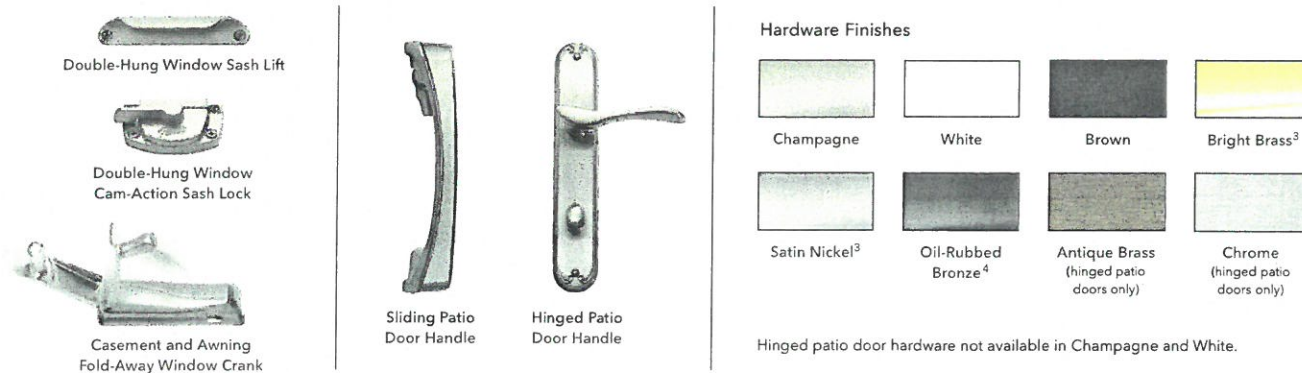 Double-Hung Window Sash Lift
Double-Hung Window
Cam-Action Sash Lock
Casement and Awning
Fold-Away Window Crank
Sliding Patio
Door Handle
Hinged Patio
Door Handle
Hardware Finishes
Champagne
White
Brown
Bright Brass³
Satin Nickel³
Oil-Rubbed
Bronze⁴
Antique Brass
(hinged patio
doors only)
Chrome
(hinged patio
doors only)
Hinged patio door hardware not available in Champagne and White.